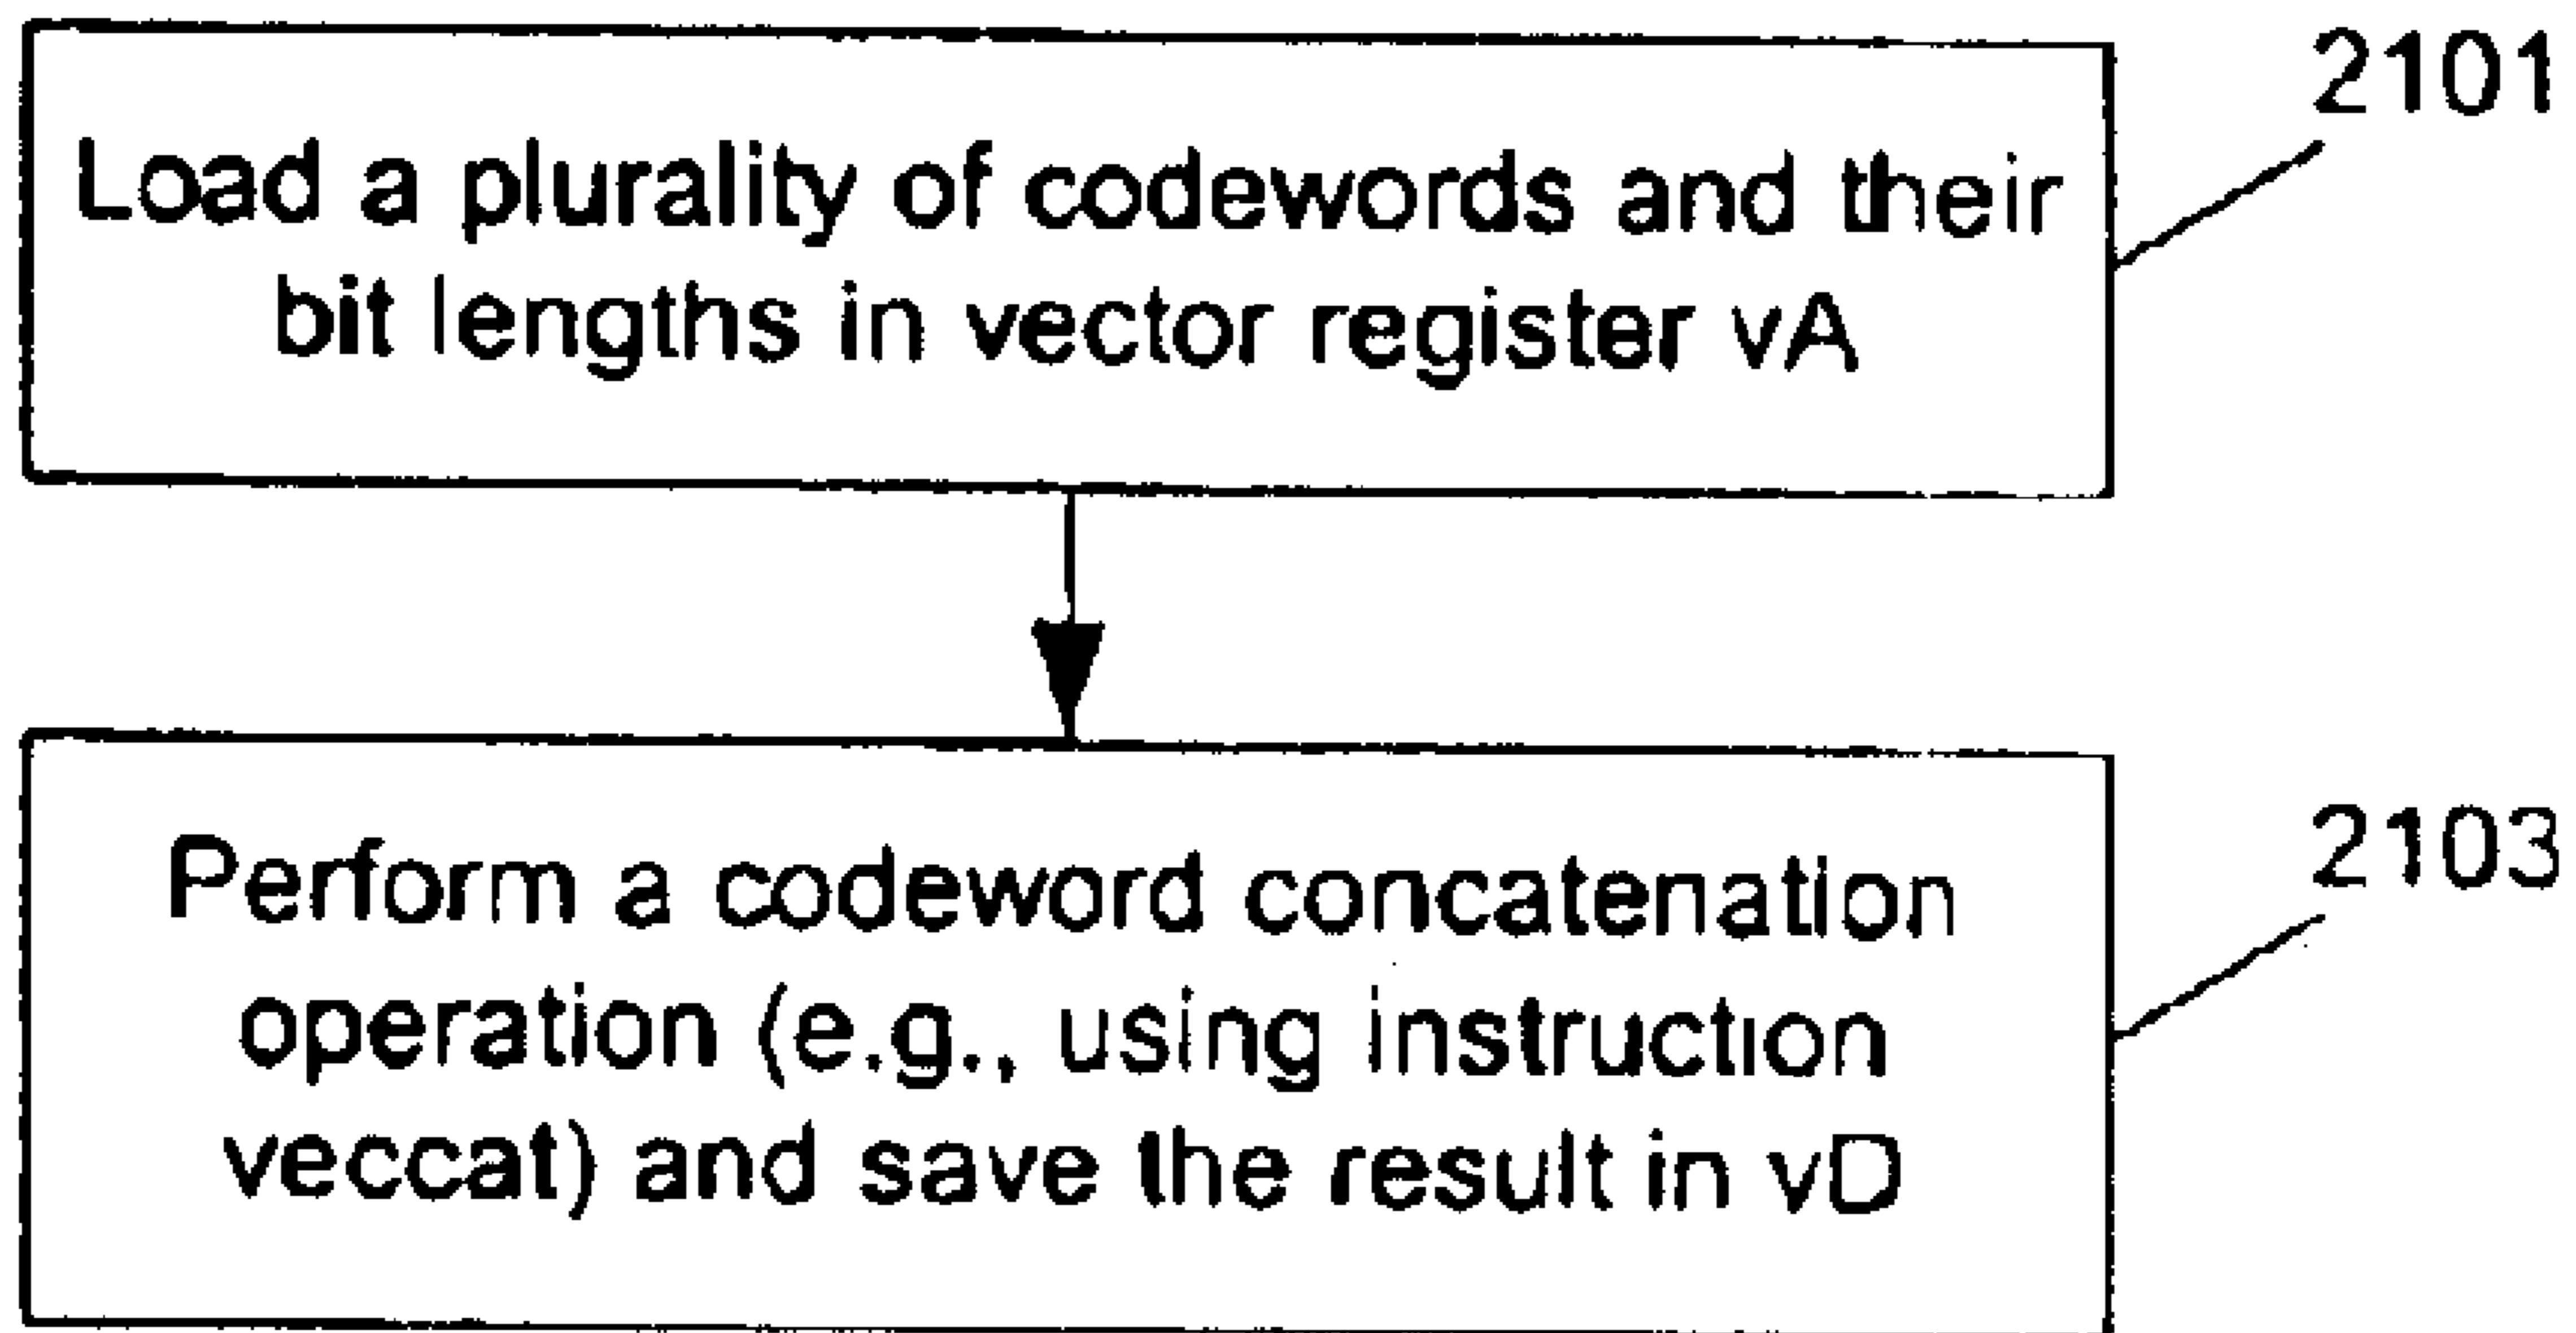 2101
Load a plurality of codewords and their
bit lengths in vector register vA
2103
Perform a codeword concatenation
operation (e.g., using instruction
veccat) and save the result in vD